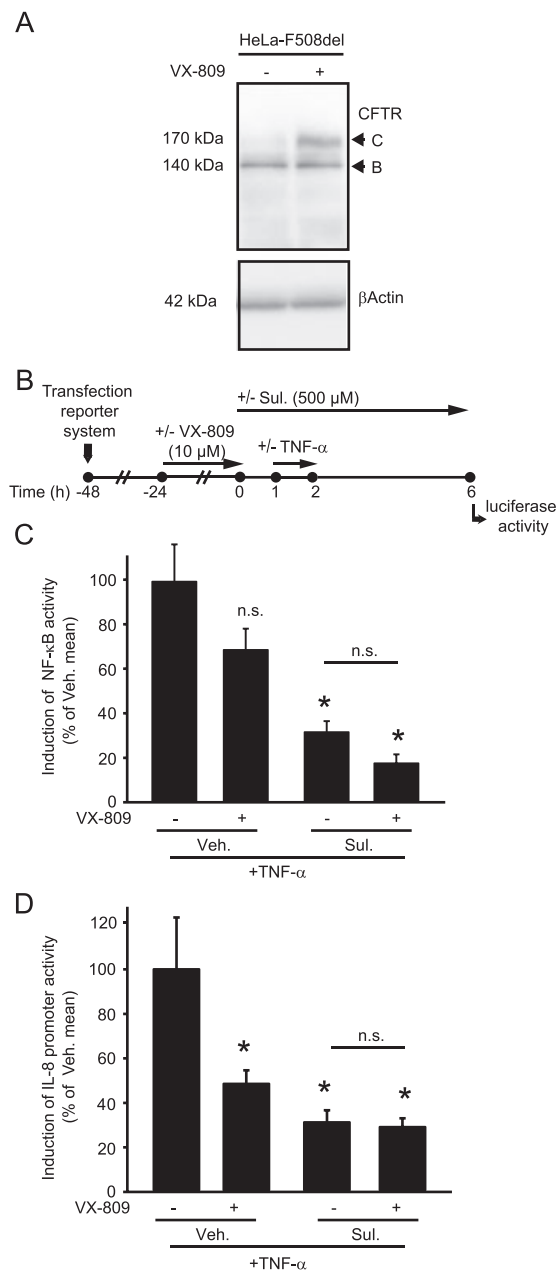 A
HeLa-F508del
VX-809 - +
CFTR
170 kDa C
140 kDa B
42 kDa βActin
B
Transfection
reporter
system
+/- Sul. (500 μM)
+/- VX-809
(10 μM)
+/- TNF-α
Time (h) -48 -24 0 1 2 6
luciferase
activity
C
Induction of NF-κB activity
(% of Veh. mean)
100
80
60
40
20
0
n.s.
n.s.
* *
VX-809 - + - +
Veh. Sul.
+TNF-α
D
Induction of IL-8 promoter activity
(% of Veh. mean)
120
100
80
60
40
20
0
n.s.
* * *
VX-809 - + - +
Veh. Sul.
+TNF-α